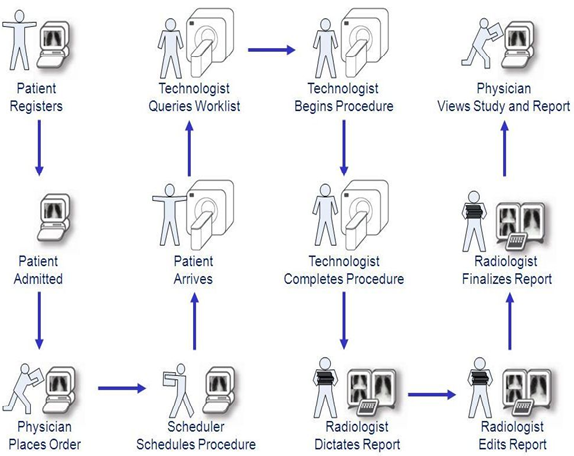 Patient
Registers
Technologist
Queries Worklist
Technologist
Begins Procedure
Physician
Views Study and Report
Patient
Admitted
Patient
Arrives
Technologist
Completes Procedure
Radiologist
Finalizes Report
Physician
Places Order
Scheduler
Schedules Procedure
Radiologist
Dictates Report
Radiologist
Edits Report